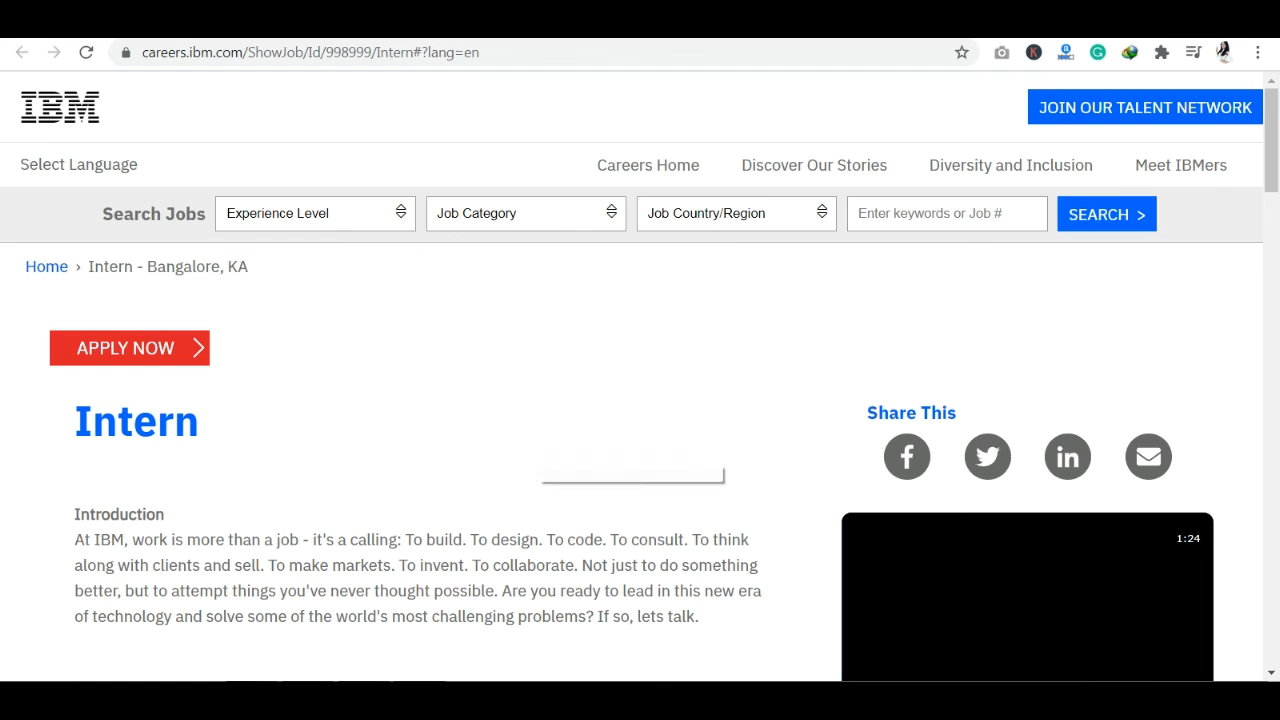 careers.ibm.com/ShowJob/Id/998999/Intern#?lang=en
IBM
JOIN OUR TALENT NETWORK
Select Language
Careers Home
Discover Our Stories
Diversity and Inclusion
Meet IBMers
Search Jobs
Experience Level
Job Category
Job Country/Region
Enter keywords or Job #
SEARCH >
Home › Intern - Bangalore, KA
APPLY NOW
Intern
Share This
Introduction
At IBM, work is more than a job - it's a calling: To build. To design. To code. To consult. To think
along with clients and sell. To make markets. To invent. To collaborate. Not just to do something
better, but to attempt things you've never thought possible. Are you ready to lead in this new era
of technology and solve some of the world's most challenging problems? If so, lets talk.
1:24